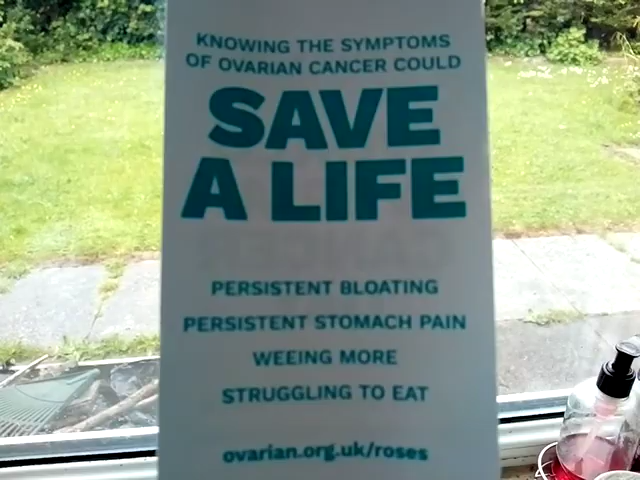 KNOWING THE SYMPTOMS
OF OVARIAN CANCER COULD
SAVE
A LIFE
PERSISTENT BLOATING
PERSISTENT STOMACH PAIN
WEEING MORE
STRUGGLING TO EAT
ovarian.org.uk/roses